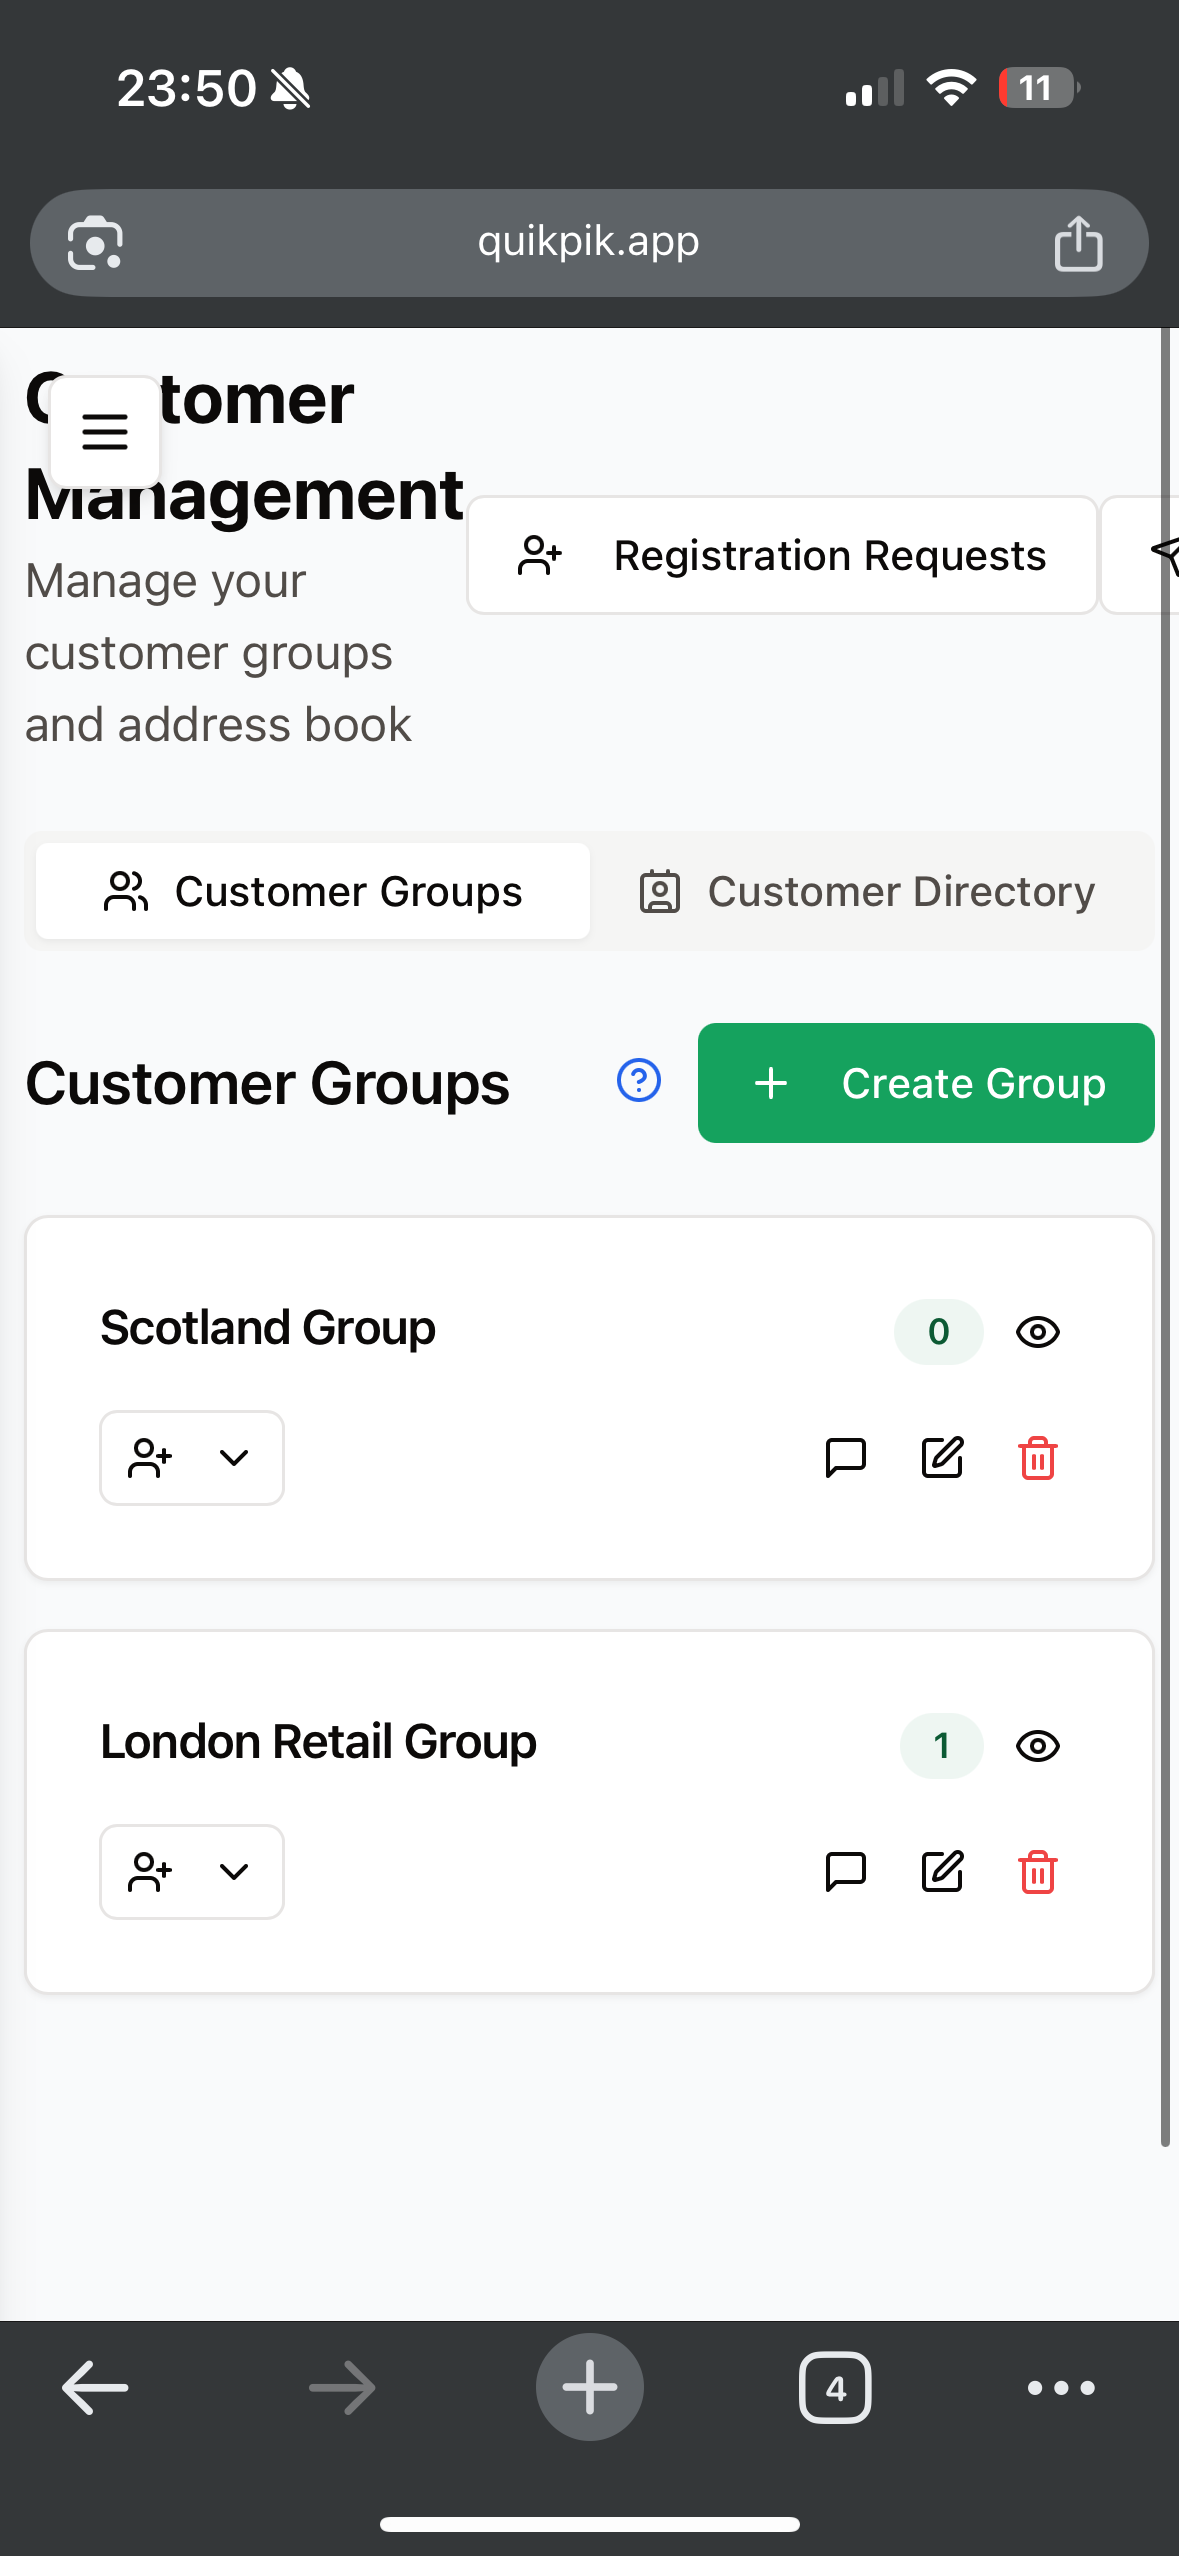 23:50
11
quikpik.app
tomer
Management
Registration Requests
Manage your
customer groups
and address book
Customer Groups
Customer Directory
Customer Groups
Create Group
Scotland Group
0
London Retail Group
1
4